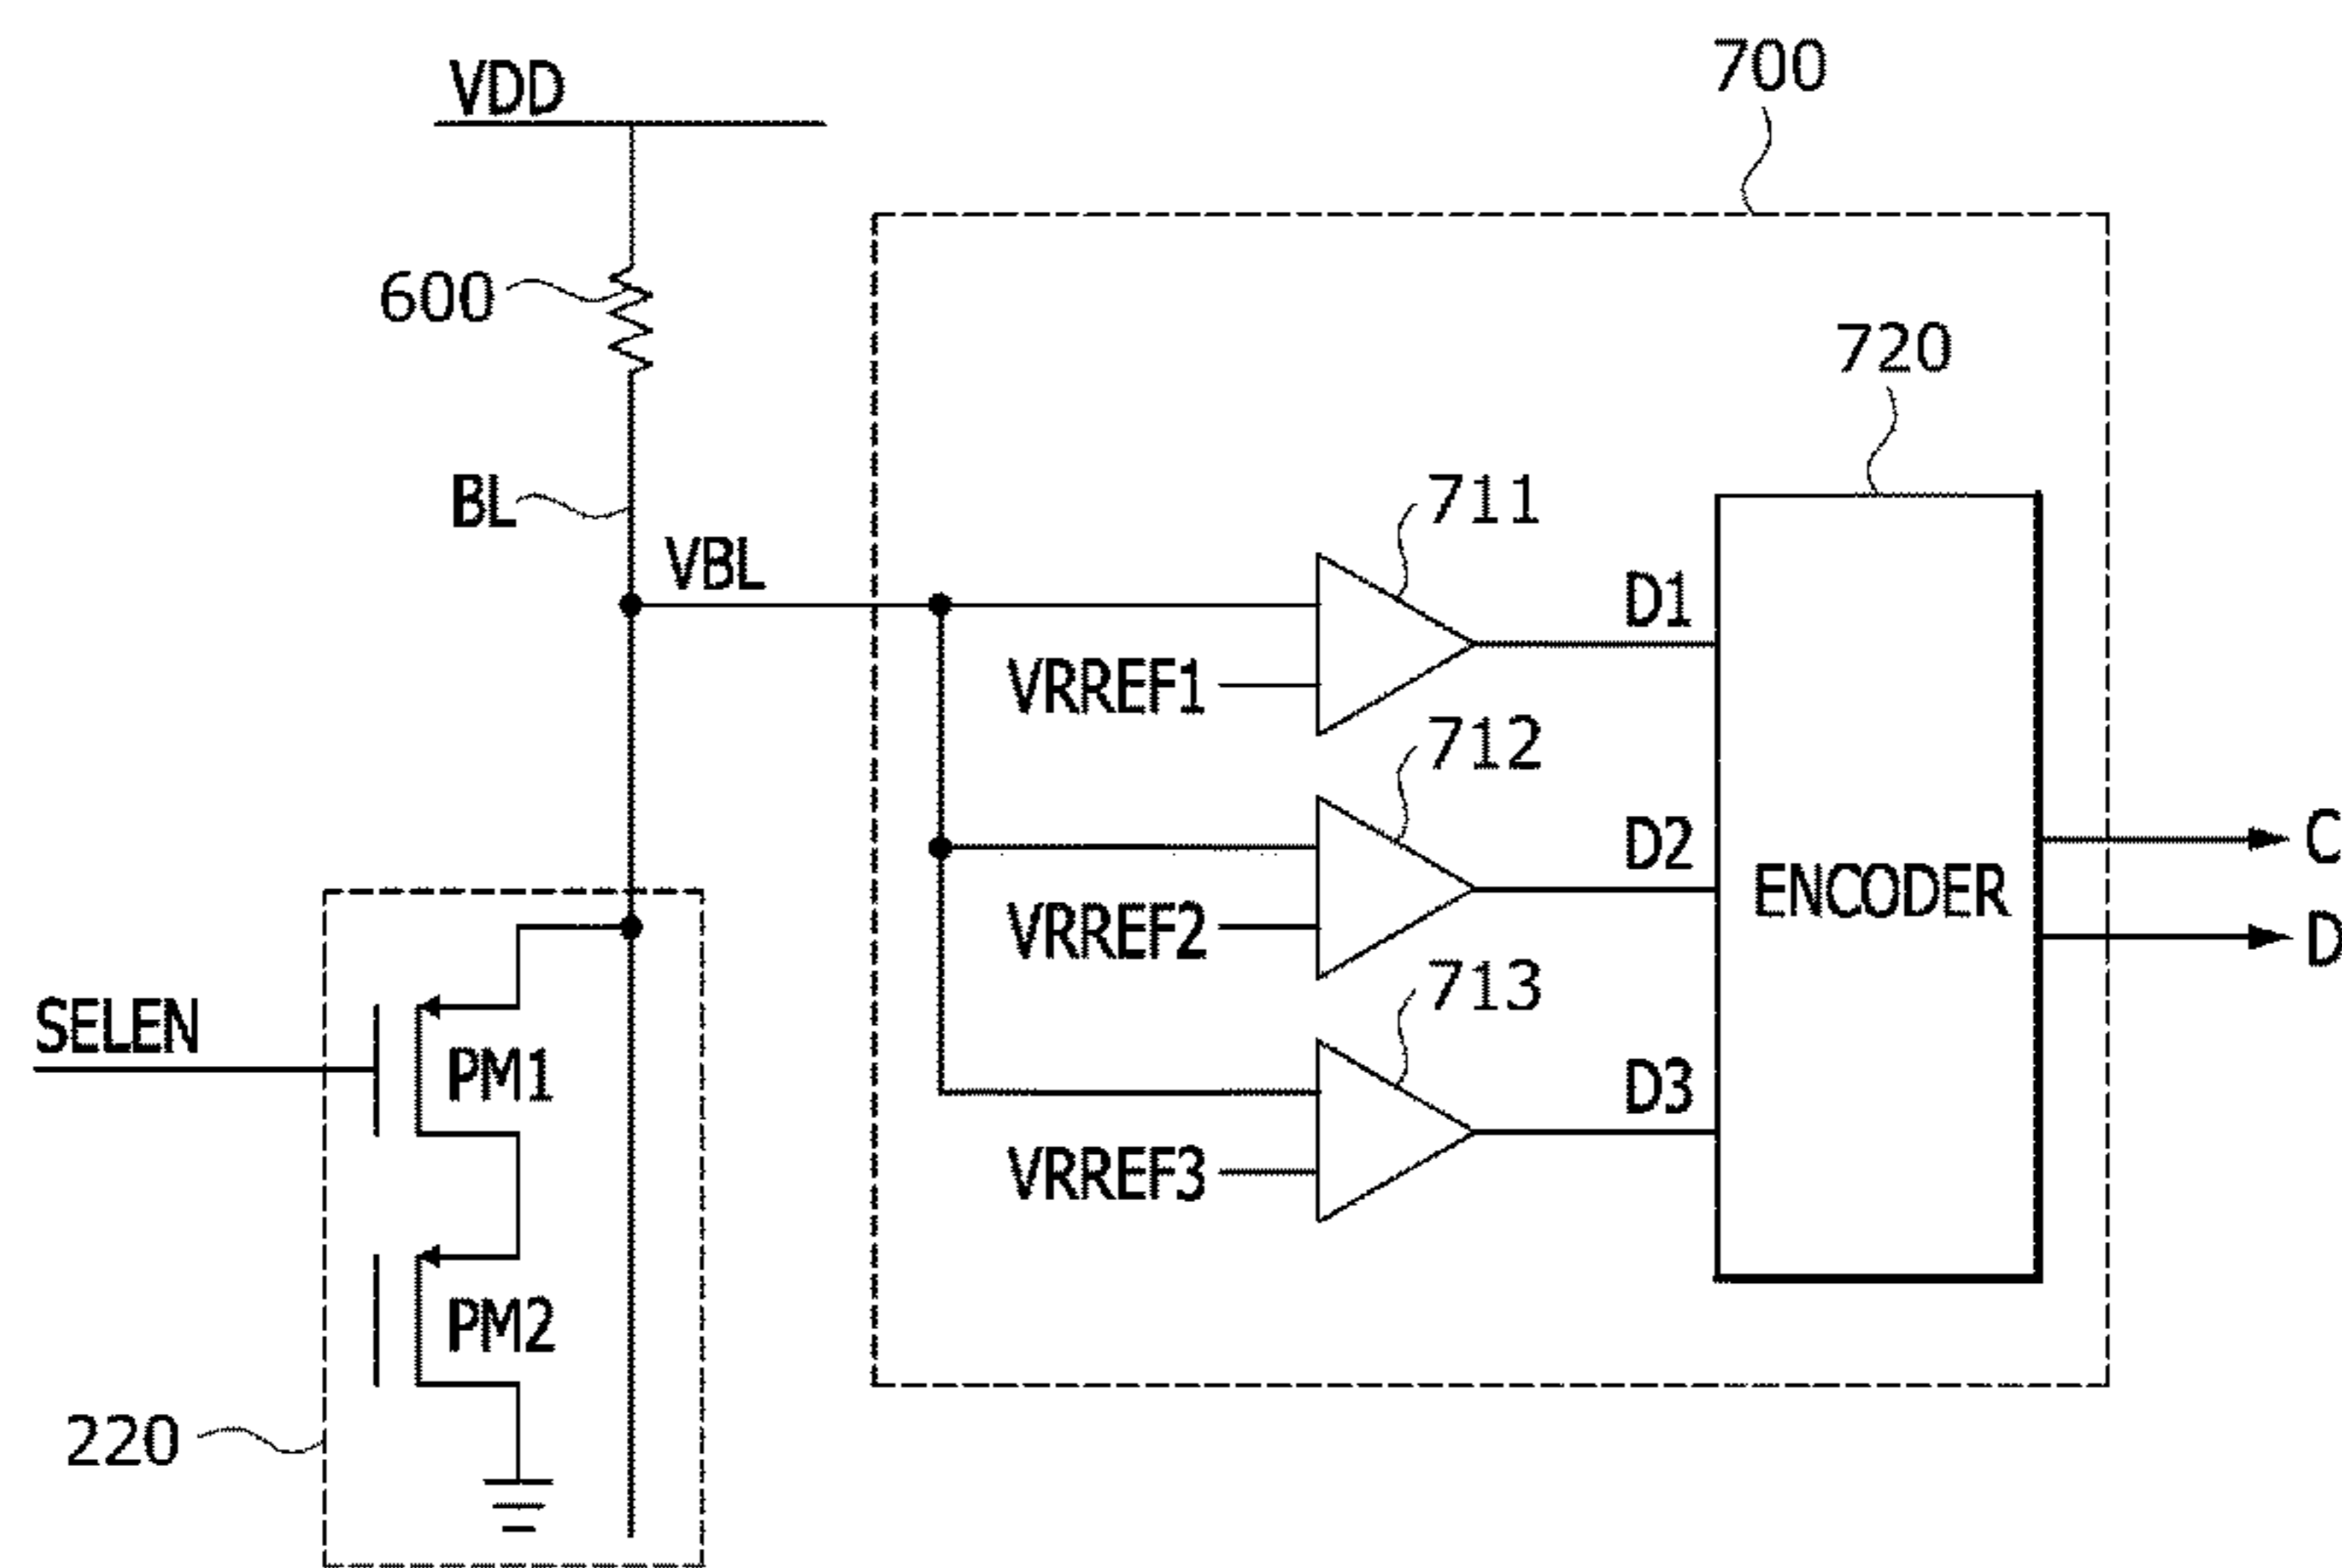 700
VDD
600
720
BL
711
VBL
D1
VRREF1
712
D2
C
ENCODER
VRREF2
D
713
SELEN
PM1
D3
VRREF3
PM2
220